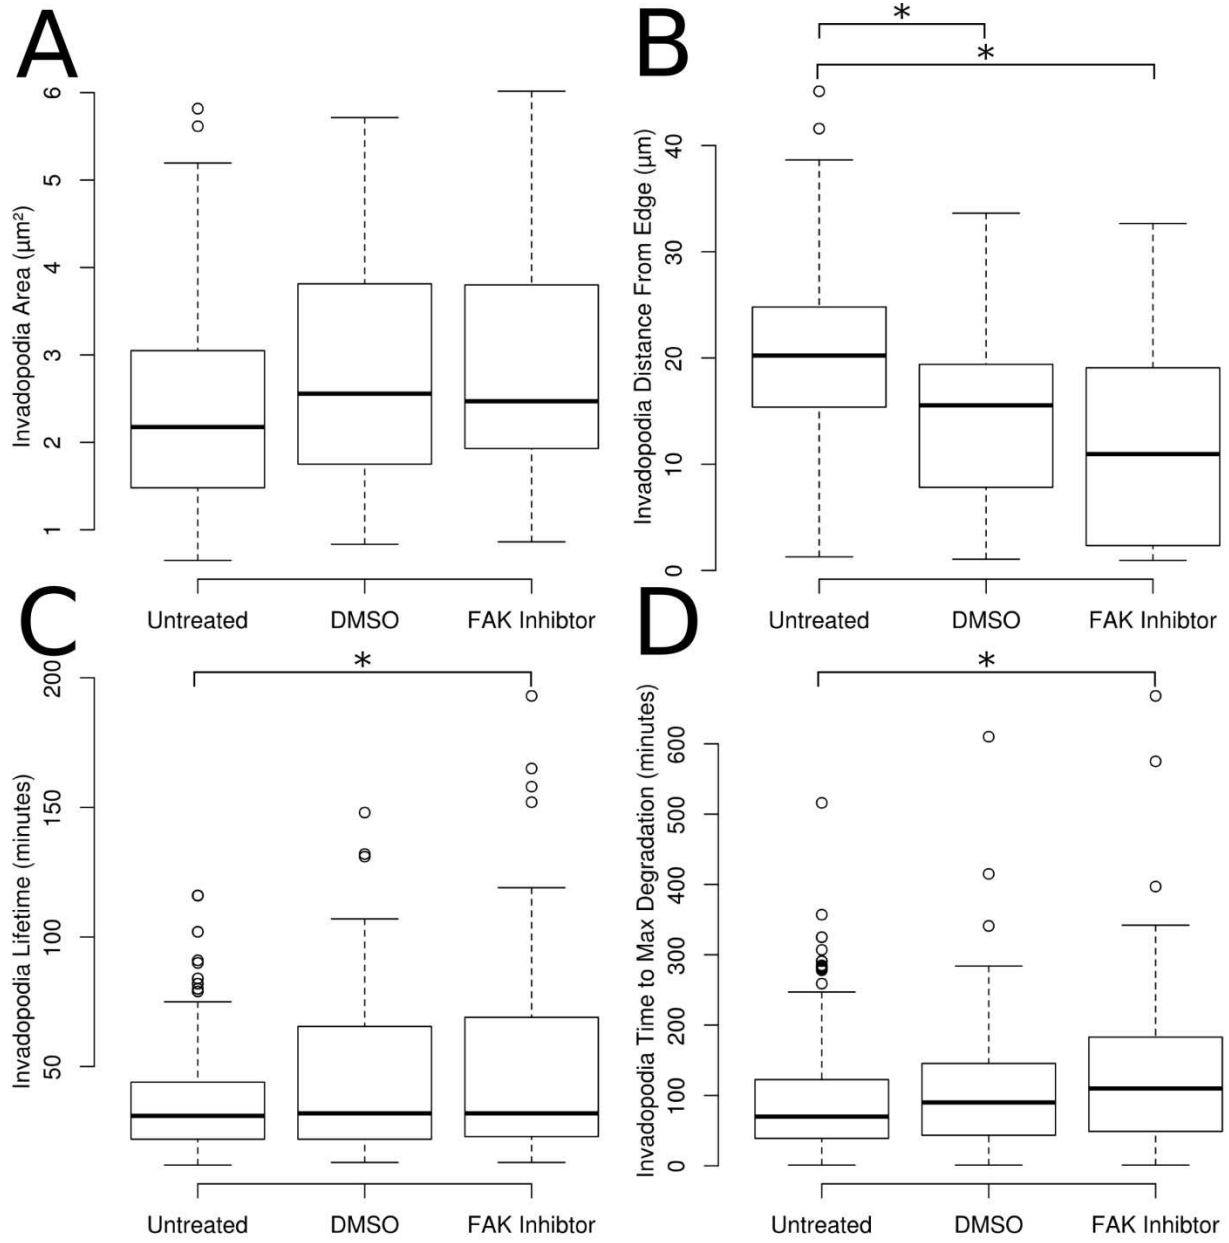 A
Invadopodia Area (µm²)
6
5
4
3
2
1
Untreated DMSO FAK Inhibtor
B
* 
*
Invadopodia Distance From Edge (µm)
40
30
20
10
0
Untreated DMSO FAK Inhibtor
C
*
Invadopodia Lifetime (minutes)
200
150
100
50
Untreated DMSO FAK Inhibtor
D
*
Invadopodia Time to Max Degradation (minutes)
600
500
400
300
200
100
0
Untreated DMSO FAK Inhibtor